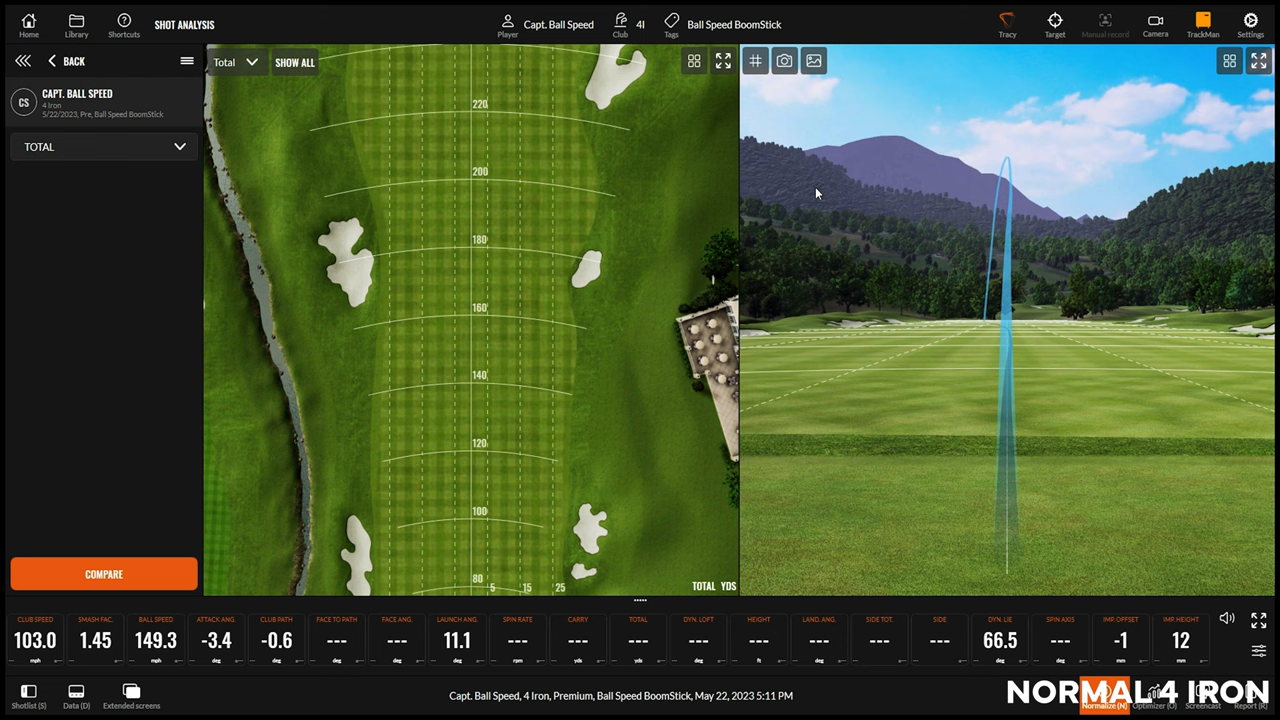 Home
Library
Shortcuts
SHOT ANALYSIS
Player
Capt. Ball Speed
Club
4I
Tags
Ball Speed BoomStick
Tracy
Target
Manual record
Camera
TrackMan
Settings
BACK
Total
SHOW ALL
CS
CAPT. BALL SPEED
4 Iron
5/22/2023, Pre, Ball Speed BoomStick
TOTAL
220
200
180
160
140
120
100
80
5
15
25
TOTAL YDS
COMPARE
CLUB SPEED
103.0
mph
SMASH FAC.
1.45
BALL SPEED
149.3
mph
ATTACK ANG.
-3.4
deg
CLUB PATH
-0.6
deg
FACE TO PATH
---
deg
FACE ANG.
---
deg
LAUNCH ANG.
11.1
deg
SPIN RATE
---
rpm
CARRY
---
yds
TOTAL
---
yds
DYN. LOFT
---
deg
HEIGHT
---
ft
LAND. ANG.
---
deg
SIDE TOT.
---
yds
SIDE
---
yds
DYN. LIE
66.5
deg
SPIN AXIS
---
deg
IMP. OFFSET
-1
mm
IMP. HEIGHT
12
mm
Shotlist (S)
Data (D)
Extended screens
Capt. Ball Speed, 4 Iron, Premium, Ball Speed BoomStick, May 22, 2023 5:11 PM
NORMAL 4 IRON
Normalize (N)
Optimizer (O)
Screencast
Report (R)